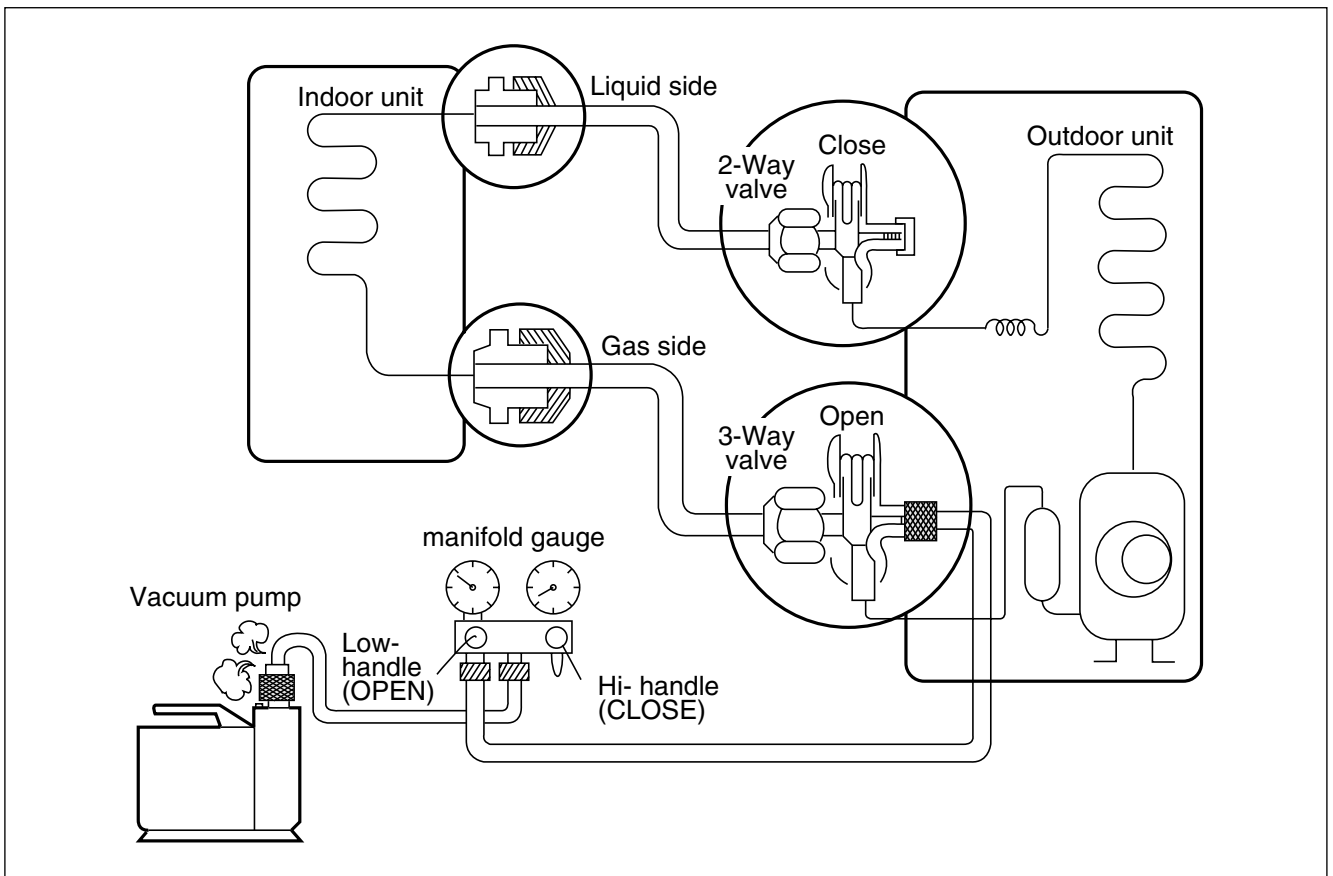 Indoor unit
Liquid side
2-Way
valve
Close
Outdoor unit
Gas side
3-Way
valve
Open
manifold gauge
Vacuum pump
Low-
handle
(OPEN)
Hi- handle
(CLOSE)